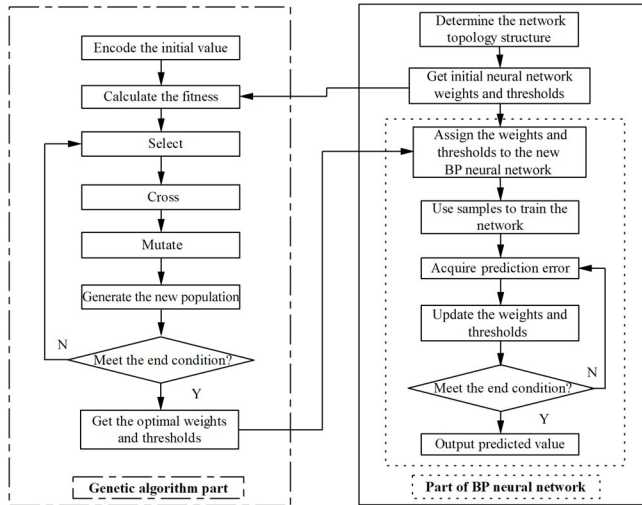 Encode the initial value
Calculate the fitness
Select
Cross
Mutate
Generate the new population
N
Meet the end condition?
Y
Get the optimal weights
and thresholds
Genetic algorithm part
Determine the network
topology structure
Get initial neural network
weights and thresholds
Assign the weights and
thresholds to the new
BP neural network
Use samples to train the
network
Acquire prediction error
Update the weights and
thresholds
N
Meet the end condition?
Y
Output predicted value
Part of BP neural network